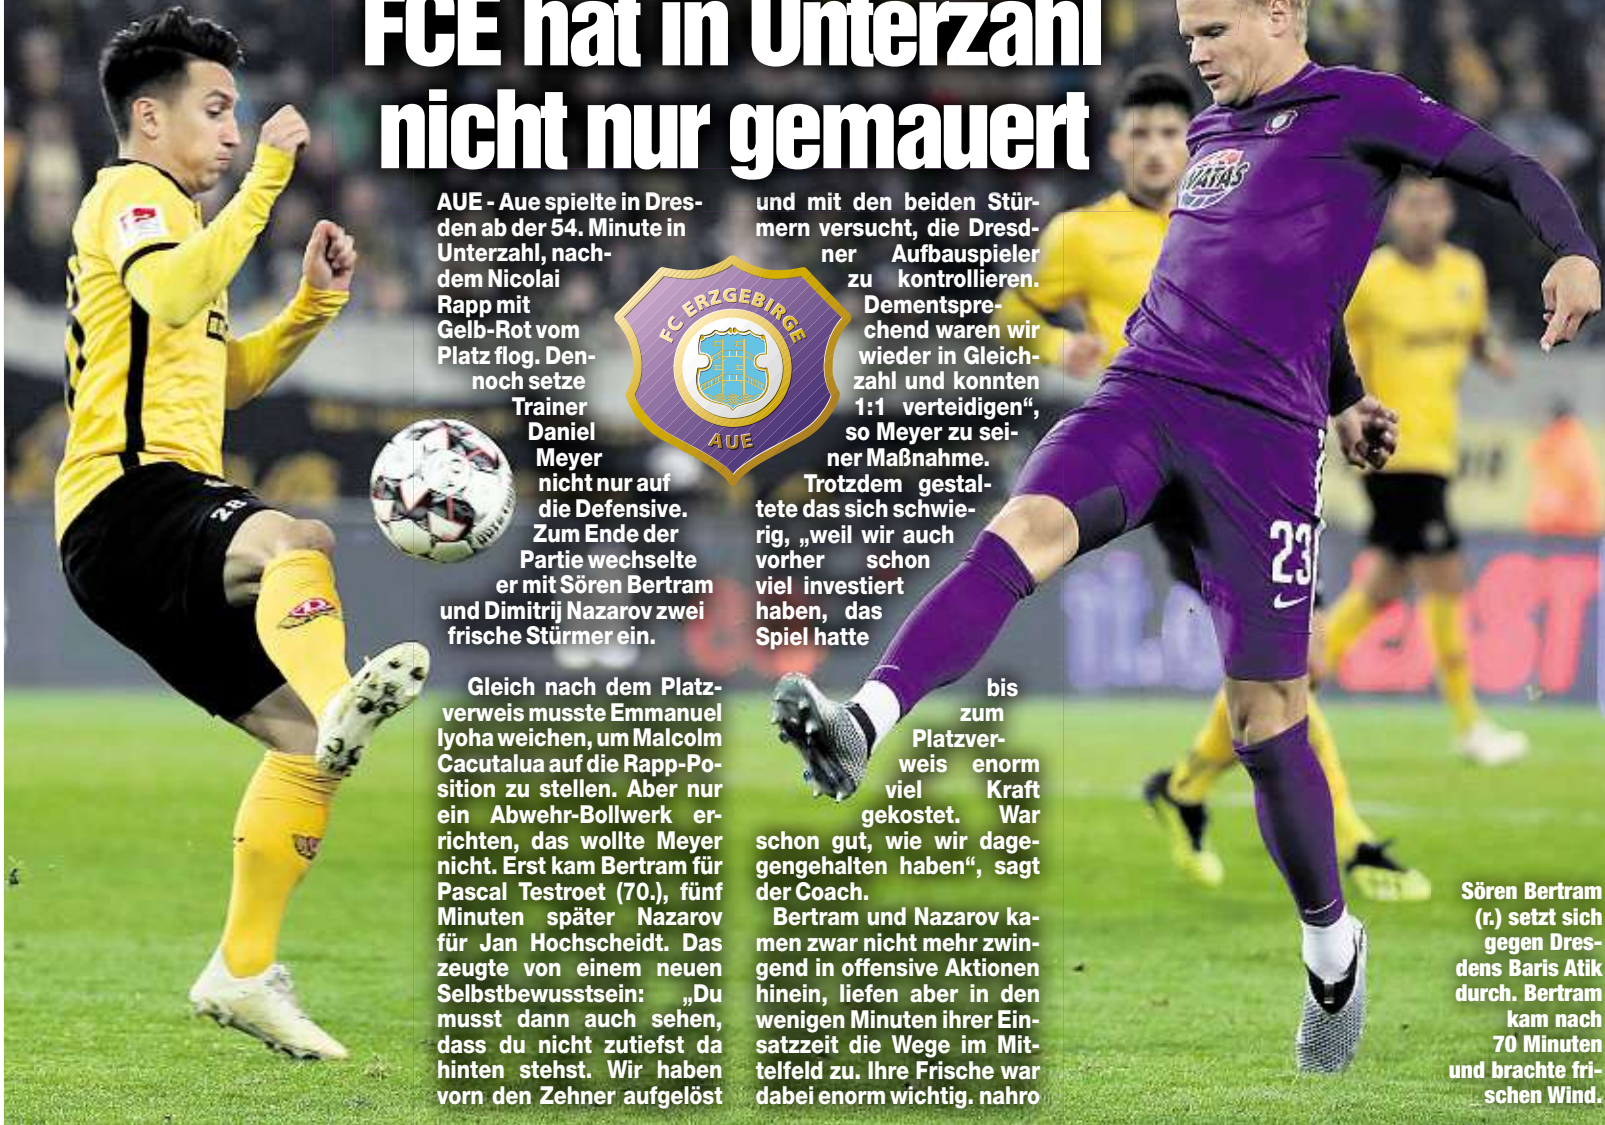 FCE hat in Unterzahl
nicht nur gemauert
AUE - Aue spielte in Dres-
den ab der 54. Minute in
Unterzahl, nach-
dem Nicolai
Rapp mit
Gelb-Rot vom
Platz flog. Den-
noch setze
Trainer
Daniel
Meyer
nicht nur auf
die Defensive.
Zum Ende der
Partie wechselte
er mit Sören Bertram
und Dimitrij Nazarov zwei
frische Stürmer ein.
Gleich nach dem Platz-
verweis musste Emmanuel
Iyoha weichen, um Malcolm
Cacutalua auf die Rapp-Po-
sition zu stellen. Aber nur
ein Abwehr-Bollwerk er-
richten, das wollte Meyer
nicht. Erst kam Bertram für
Pascal Testroet (70.), fünf
Minuten später Nazarov
für Jan Hochscheidt. Das
zeugte von einem neuen
Selbstbewusstsein: „Du
musst dann auch sehen,
dass du nicht zutiefst da
hinten stehst. Wir haben
vorn den Zehner aufgelöst
und mit den beiden Stür-
mern versucht, die Dresd-
ner Aufbauspieler
zu kontrollieren.
Dementspre-
chend waren wir
wieder in Gleich-
zahl und konnten
1:1 verteidigen“,
so Meyer zu sei-
ner Maßnahme.
Trotzdem gestal-
tete das sich schwie-
rig, „weil wir auch
vorher schon
viel investiert
haben, das
Spiel hatte
bis
zum
Platzver-
weis enorm
viel Kraft
gekostet. War
schon gut, wie wir dage-
gengehalten haben“, sagt
der Coach.
Bertram und Nazarov ka-
men zwar nicht mehr zwin-
gend in offensive Aktionen
hinein, liefen aber in den
wenigen Minuten ihrer Ein-
satzzeit die Wege im Mit-
telfeld zu. Ihre Frische war
dabei enorm wichtig. nahro
FC ERZGEBIRGE
AUE
28
23
Sören Bertram
(r.) setzt sich
gegen Dres-
dens Baris Atik
durch. Bertram
kam nach
70 Minuten
und brachte fri-
schen Wind.